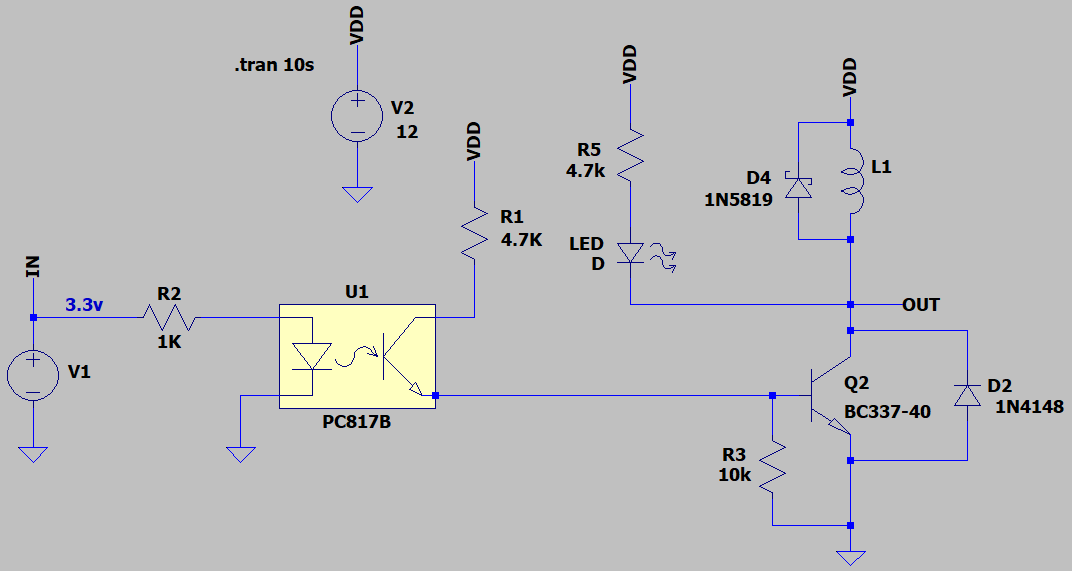 VDD
.tran 10s
V2
12
VDD
R1
4.7K
VDD
R5
4.7k
LED
D
VDD
D4
1N5819
L1
IN
3.3v
R2
1K
V1
U1
PC817B
OUT
Q2
BC337-40
D2
1N4148
R3
10k